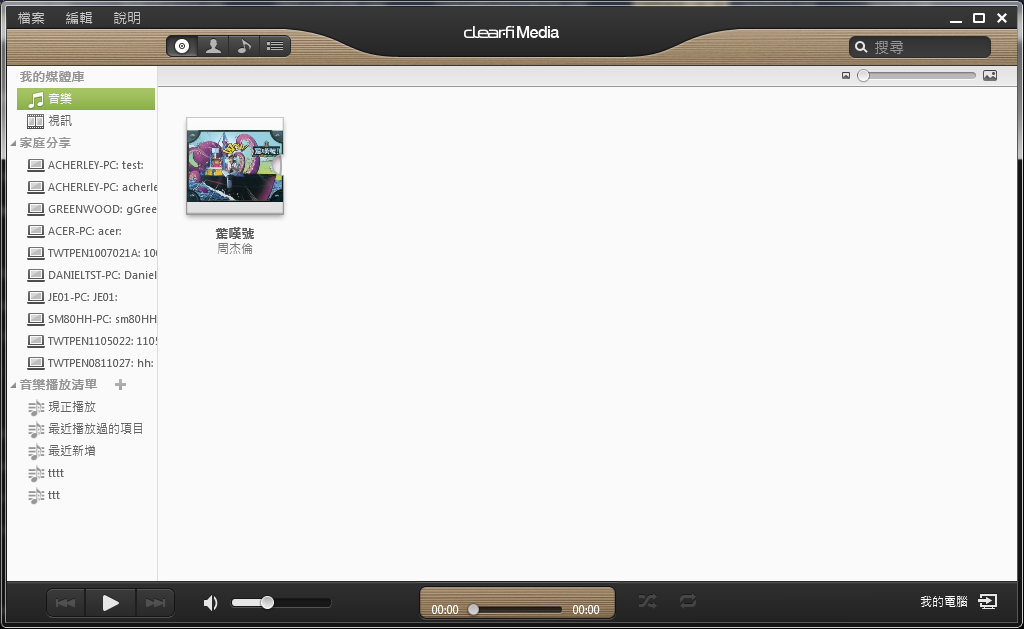 檔案 編輯 說明
clear.fi Media
搜尋
我的媒體庫
音樂
視訊
家庭分享
ACHERLEY-PC: test:
ACHERLEY-PC: acherle
GREENWOOD: gGree
ACER-PC: acer:
TWTPEN1007021A: 100
DANIELTST-PC: Daniel
JE01-PC: JE01:
SM80HH-PC: sm80HH
TWTPEN1105022: 1105
TWTPEN0811027: hh:
音樂播放清單
現正播放
最近播放過的項目
最近新增
tttt
ttt
驚嘆號
周杰倫
00:00 00:00
我的電腦